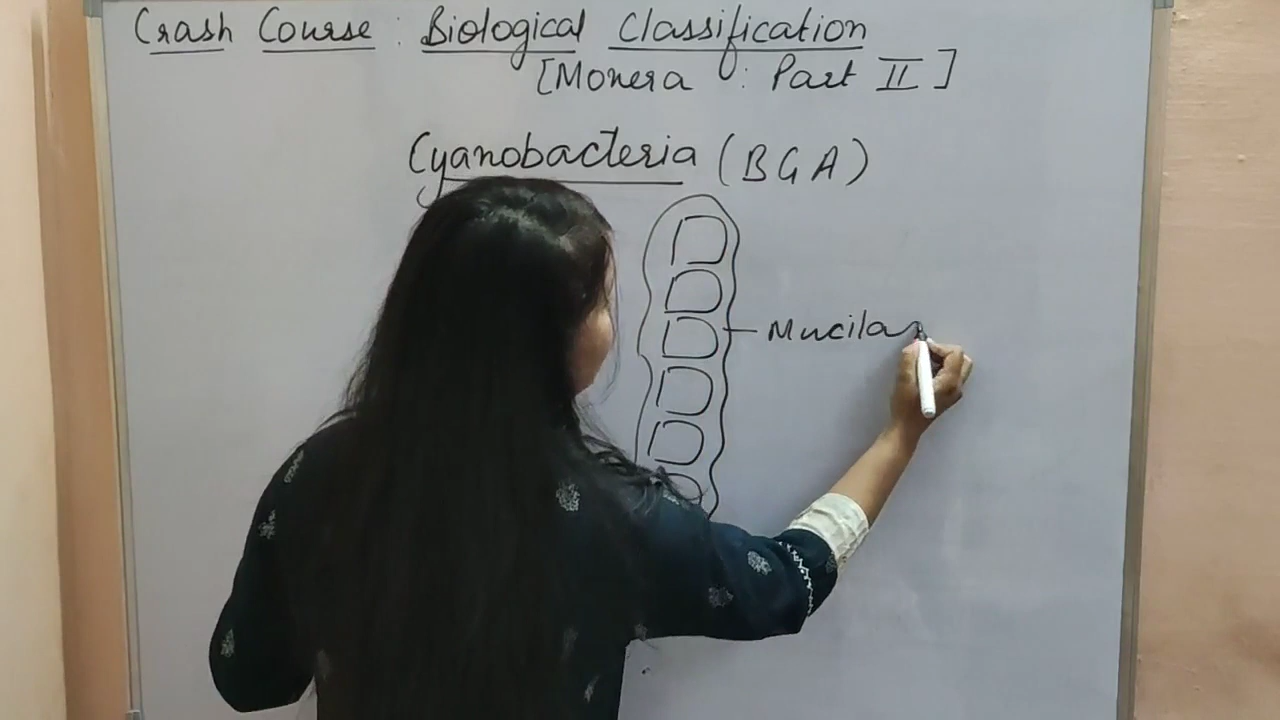 Crash Course : Biological Classification
[Monera : Part II]
Cyanobacteria (BGA)
Mucila